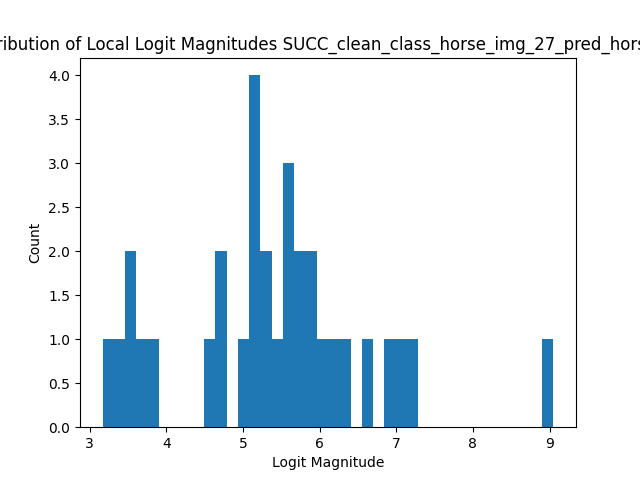 ribution of Local Logit Magnitudes SUCC_clean_class_horse_img_27_pred_hors
4.0
3.5
3.0
2.5
2.0
1.5
1.0
0.5
0.0
Count
3 4 5 6 7 8 9
Logit Magnitude